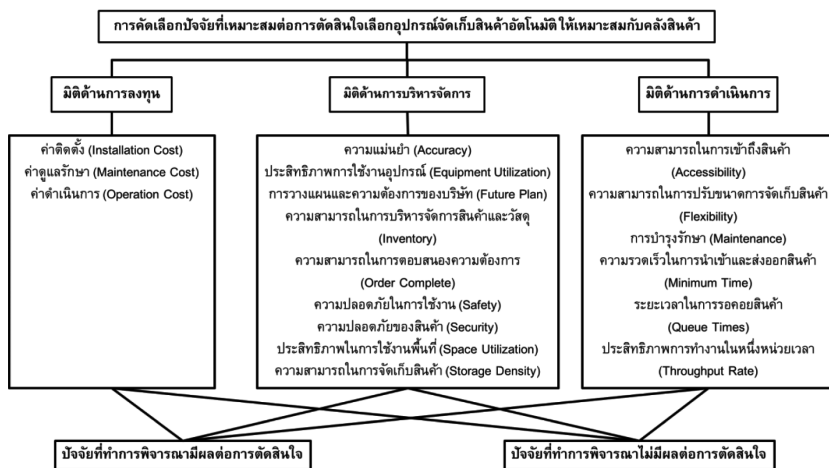 การคัดเลือกปัจจัยที่เหมาะสมต่อการตัดสินใจเลือกอุปกรณ์จัดเก็บสินค้าอัตโนมัติ ให้เหมาะสมกับคลังสินค้า
มิติด้านการลงทุน
ค่าติดตั้ง (Installation Cost)
ค่าดูแลรักษา (Maintenance Cost)
ค่าดำเนินการ (Operation Cost)
มิติด้านการบริหารจัดการ
ความแม่นยำ (Accuracy)
ประสิทธิภาพการใช้งานอุปกรณ์ (Equipment Utilization)
การวางแผนและความต้องการของบริษัท (Future Plan)
ความสามารถในการบริหารจัดการสินค้าและวัสดุ
(Inventory)
ความสามารถในการตอบสนองความต้องการ
(Order Complete)
ความปลอดภัยในการใช้งาน (Safety)
ความปลอดภัยของสินค้า (Security)
ประสิทธิภาพในการใช้งานพื้นที่ (Space Utilization)
ความสามารถในการจัดเก็บสินค้า (Storage Density)
มิติด้านการดำเนินการ
ความสามารถในการเข้าถึงสินค้า
(Accessibility)
ความสามารถในการปรับขนาดการจัดเก็บสินค้า
(Flexibility)
การบำรุงรักษา (Maintenance)
ความรวดเร็วในการนำเข้าและส่งออกสินค้า
(Minimum Time)
ระยะเวลาในการรอคอยสินค้า
(Queue Times)
ประสิทธิภาพการทำงานในหนึ่งหน่วยเวลา
(Throughput Rate)
ปัจจัยที่ทำการพิจารณามีผลต่อการตัดสินใจ
ปัจจัยที่ทำการพิจารณาไม่มีผลต่อการตัดสินใจ